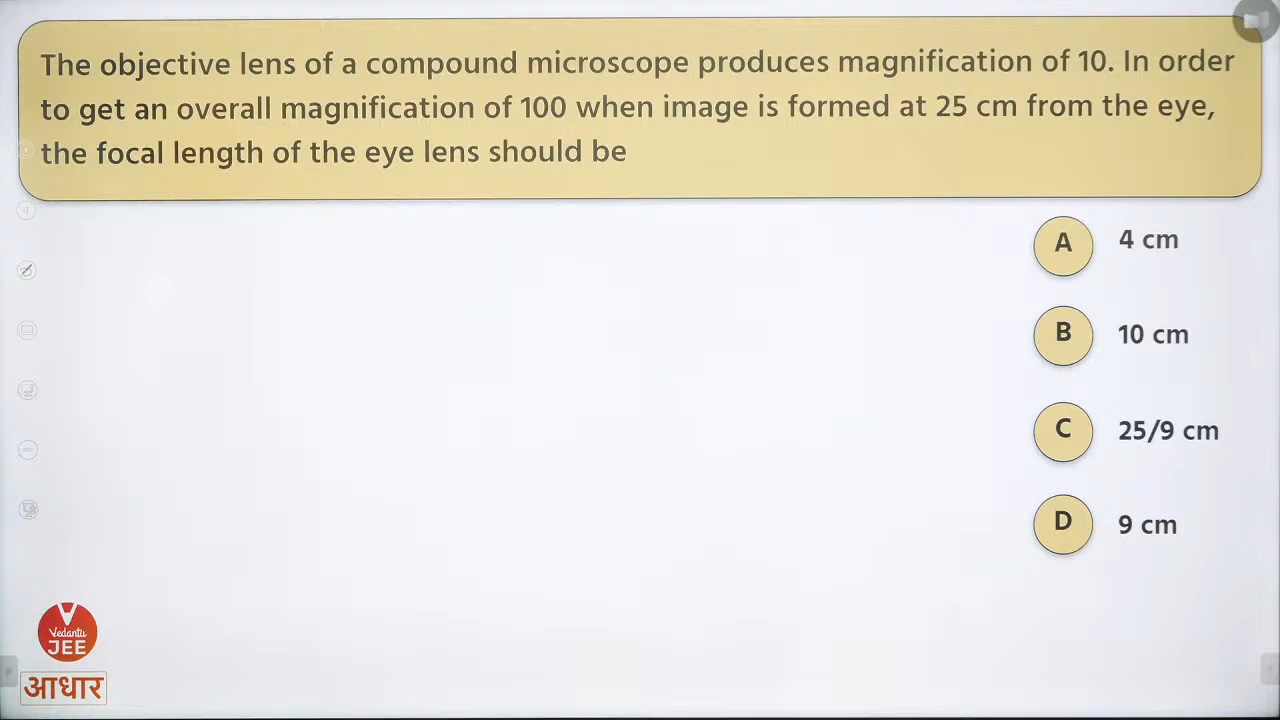 The objective lens of a compound microscope produces magnification of 10. In order
to get an overall magnification of 100 when image is formed at 25 cm from the eye,
the focal length of the eye lens should be
A 4 cm
B 10 cm
C 25/9 cm
D 9 cm
Vedantu
JEE
आधार